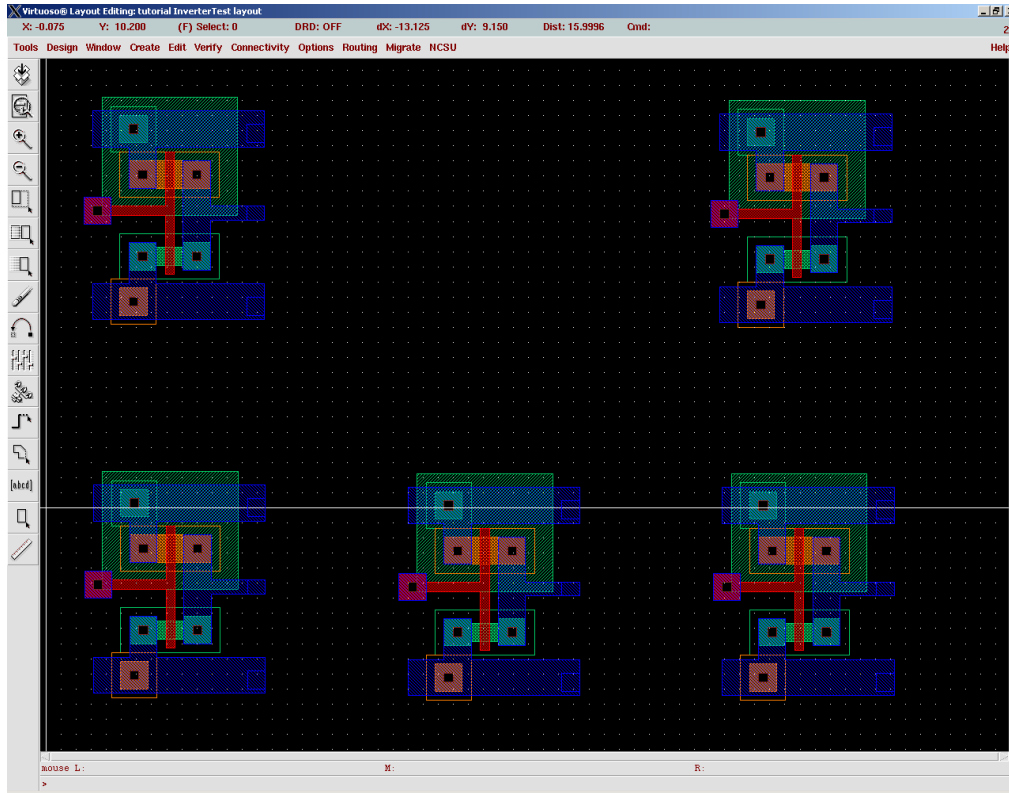 Virtuoso® Layout Editing: tutorial InverterTest layout
X: -0.075 Y: 10.200 (F) Select: 0 DRD: OFF dX: -13.125 dY: 9.150 Dist: 15.9996 Cmd:
2
Tools Design Window Create Edit Verify Connectivity Options Routing Migrate NCSU Help
[abcd]
mouse L: M: R:
>